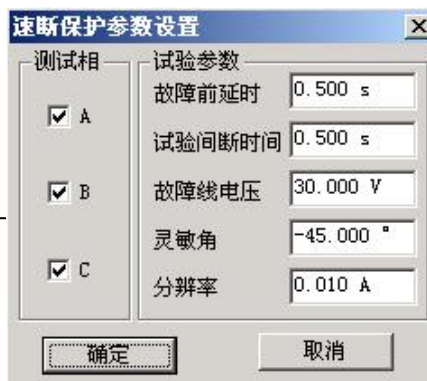 速断保护参数设置
测试相
A
B
C
试验参数
故障前延时 0.500 s
试验间断时间 0.500 s
故障线电压 30.000 V
灵敏角 -45.000 °
分辨率 0.010 A
确定 取消